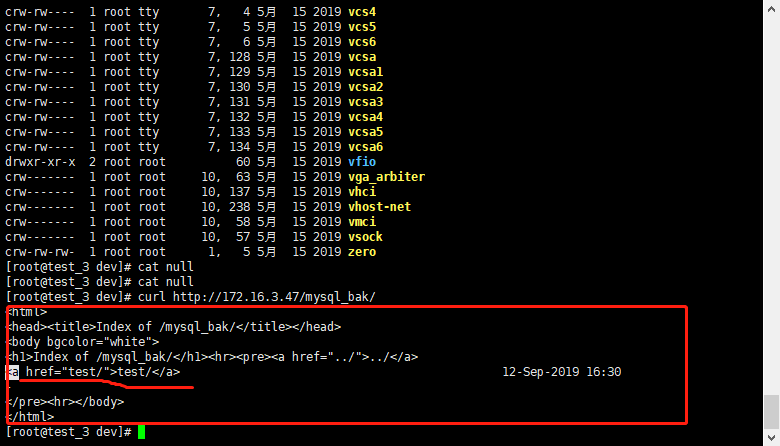 crw-rw---- 1 root tty 7, 4 5月 15 2019 vcs4
crw-rw---- 1 root tty 7, 5 5月 15 2019 vcs5
crw-rw---- 1 root tty 7, 6 5月 15 2019 vcs6
crw-rw---- 1 root tty 7, 128 5月 15 2019 vcsa
crw-rw---- 1 root tty 7, 129 5月 15 2019 vcsa1
crw-rw---- 1 root tty 7, 130 5月 15 2019 vcsa2
crw-rw---- 1 root tty 7, 131 5月 15 2019 vcsa3
crw-rw---- 1 root tty 7, 132 5月 15 2019 vcsa4
crw-rw---- 1 root tty 7, 133 5月 15 2019 vcsa5
crw-rw---- 1 root tty 7, 134 5月 15 2019 vcsa6
drwxr-xr-x 2 root root 60 5月 15 2019 vfio
crw------- 1 root root 10, 63 5月 15 2019 vga_arbiter
crw------- 1 root root 10, 137 5月 15 2019 vhci
crw------- 1 root root 10, 238 5月 15 2019 vhost-net
crw------- 1 root root 10, 58 5月 15 2019 vmci
crw------- 1 root root 10, 57 5月 15 2019 vsock
crw-rw-rw- 1 root root 1, 5 5月 15 2019 zero
[root@test_3 dev]# cat null
[root@test_3 dev]# cat null
[root@test_3 dev]# curl http://172.16.3.47/mysql_bak/
<html>
<head><title>Index of /mysql_bak/</title></head>
<body bgcolor="white">
<h1>Index of /mysql_bak/</h1><hr><pre><a href="../">../</a>
<a href="test/">test/</a> 12-Sep-2019 16:30
-
</pre><hr></body>
</html>
[root@test_3 dev]#